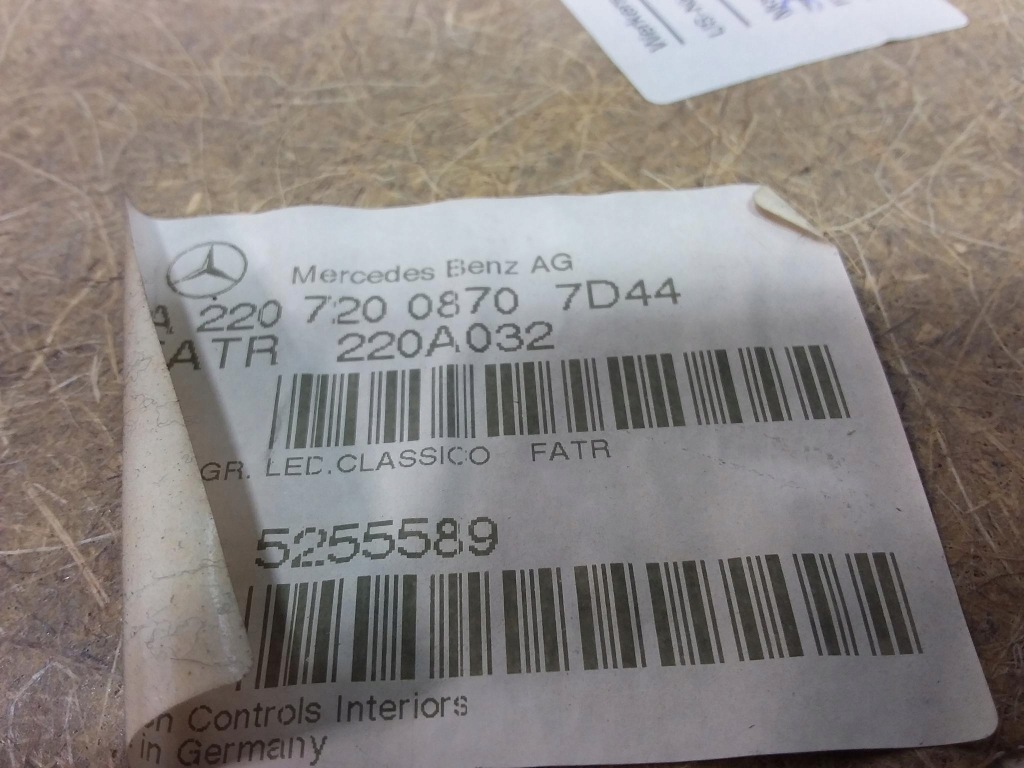 Mercedes Benz AG
A 220 720 0870 7D44
FATR 220A032
GR. LED.CLASSICO FATR
5255589
Controls Interiors
in Germany